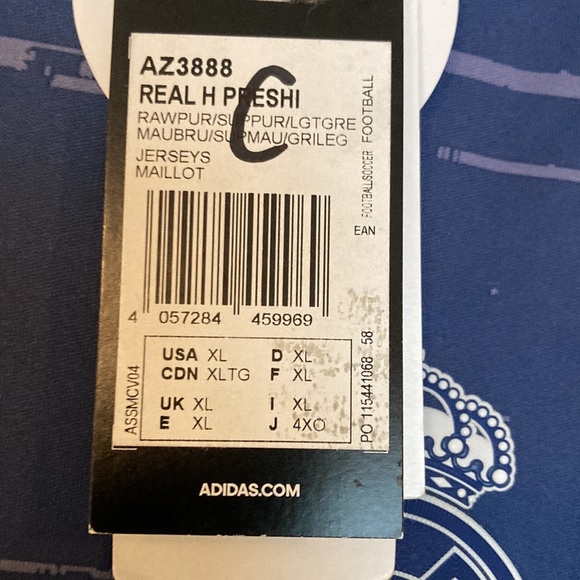 AZ3888
REAL H PRESHI
RAWPUR/SUPPUR/LGTGRE
MAUBRU/SUPMAU/GRILEG
JERSEYS
MAILLOT
C
FOOTBALL/SOCCER FOOTBALL
EAN
4 057284 459969
USA XL D XL
CDN XLTG F XL
UK XL I XL
E XL J 4XO
ASSMCV04
PO 115441068 58
ADIDAS.COM